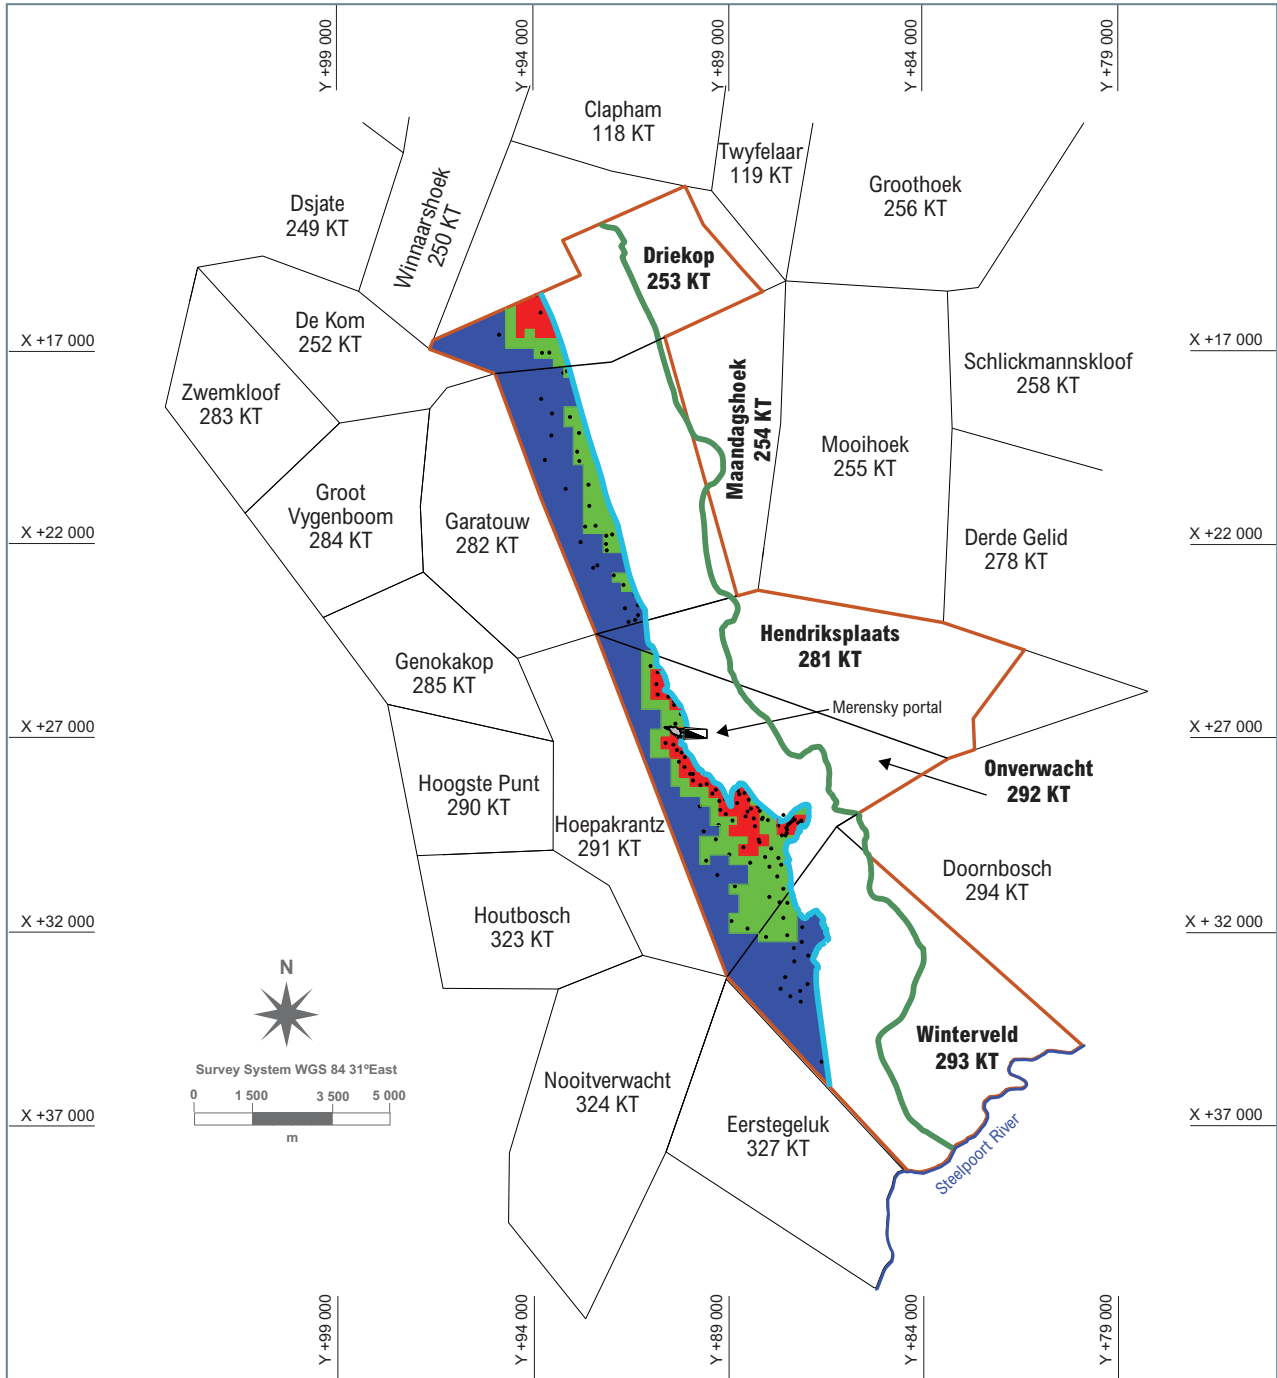 Y +99 000
Y +94 000
Y +89 000
Y +84 000
Y +79 000
Clapham
118 KT
Twyfelaar
119 KT
Groothoek
256 KT
Dsjate
249 KT
Winnaarshoek
250 KT
Driekop
253 KT
De Kom
252 KT
X +17 000
X +17 000
Schlickmannskloof
258 KT
Zwemkloof
283 KT
Maandagshoek
254 KT
Mooihoek
255 KT
Groot
Vygenboom
284 KT
Garatouw
282 KT
X +22 000
X +22 000
Derde Gelid
278 KT
Hendriksplaats
281 KT
Genokakop
285 KT
Merensky portal
X +27 000
X +27 000
Onverwacht
292 KT
Hoogste Punt
290 KT
Hoepakrantz
291 KT
Doornbosch
294 KT
Houtbosch
323 KT
X +32 000
X + 32 000
N
Survey System WGS 84 31ºEast
0 1 500 3 500 5 000
m
Winterveld
293 KT
Nooitverwacht
324 KT
Eerstegeluk
327 KT
X +37 000
X +37 000
Steelpoort River
Y +99 000
Y +94 000
Y +89 000
Y +84 000
Y +79 000